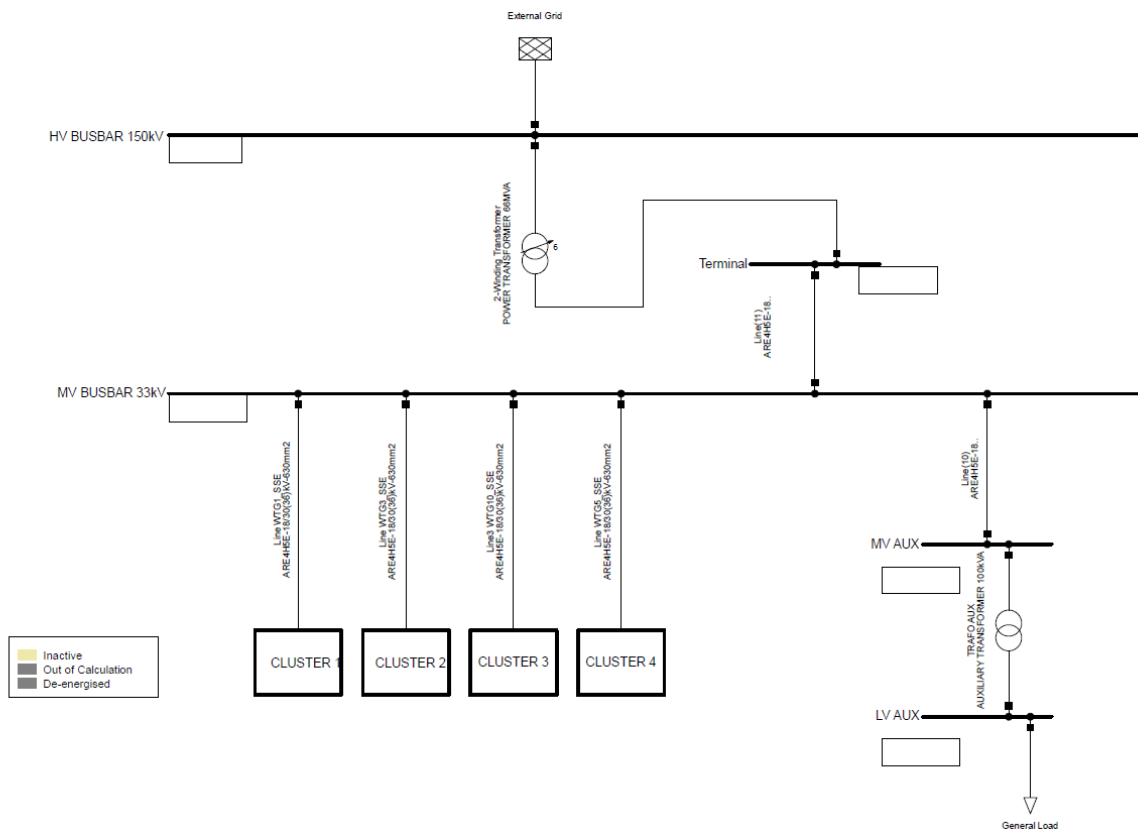 External Grid
HV BUSBAR 150kV
2-Winding Transformer
POWER TRANSFORMER 66MVA
6
Terminal
Line(11)
ARE4H5E-18..
MV BUSBAR 33kV
Line WTG1_SSE
ARE4H5E-18/30(36)kV-630mm2
Line WTG3_SSE
ARE4H5E-18/30(36)kV-630mm2
Line3 WTG10_SSE
ARE4H5E-18/30(36)kV-630mm2
Line WTG5_SSE
ARE4H5E-18/30(36)kV-630mm2
Line(10)
ARE4H5E-18..
MV AUX
TRAFO AUX
AUXILIARY TRANSFORMER 100kVA
CLUSTER 1
CLUSTER 2
CLUSTER 3
CLUSTER 4
Inactive
Out of Calculation
De-energised
LV AUX
General Load